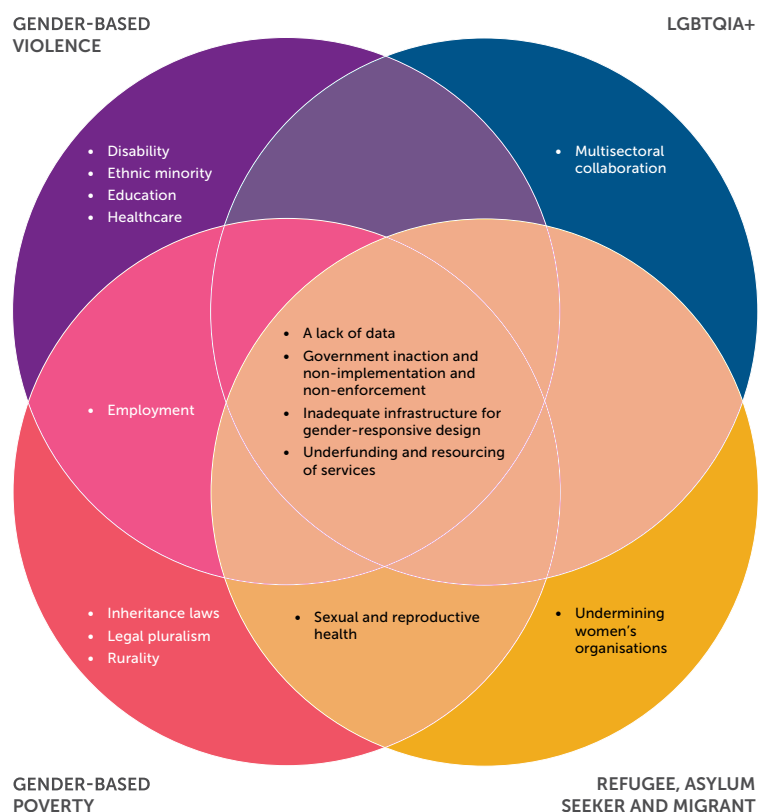 GENDER-BASED
VIOLENCE
LGBTQIA+
• Disability
• Ethnic minority
• Education
• Healthcare
• Multisectoral
collaboration
• A lack of data
• Government inaction and
non-implementation and
non-enforcement
• Inadequate infrastructure for
gender-responsive design
• Underfunding and resourcing
of services
• Employment
• Inheritance laws
• Legal pluralism
• Rurality
• Sexual and reproductive
health
• Undermining
women's
organisations
GENDER-BASED
POVERTY
REFUGEE, ASYLUM
SEEKER AND MIGRANT